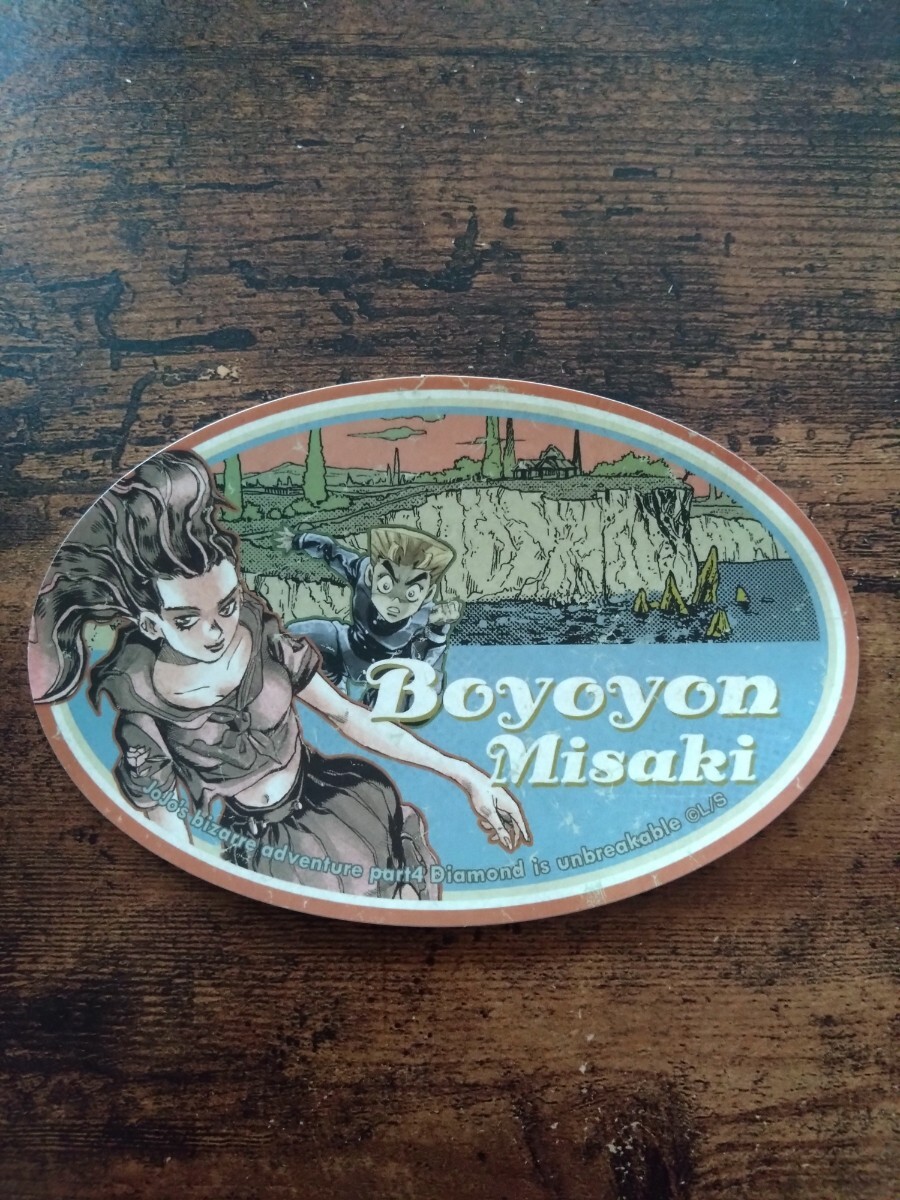 Boyoyon
Misaki
JoJo's bizarre adventure part4 Diamond is unbreakable ©L/S